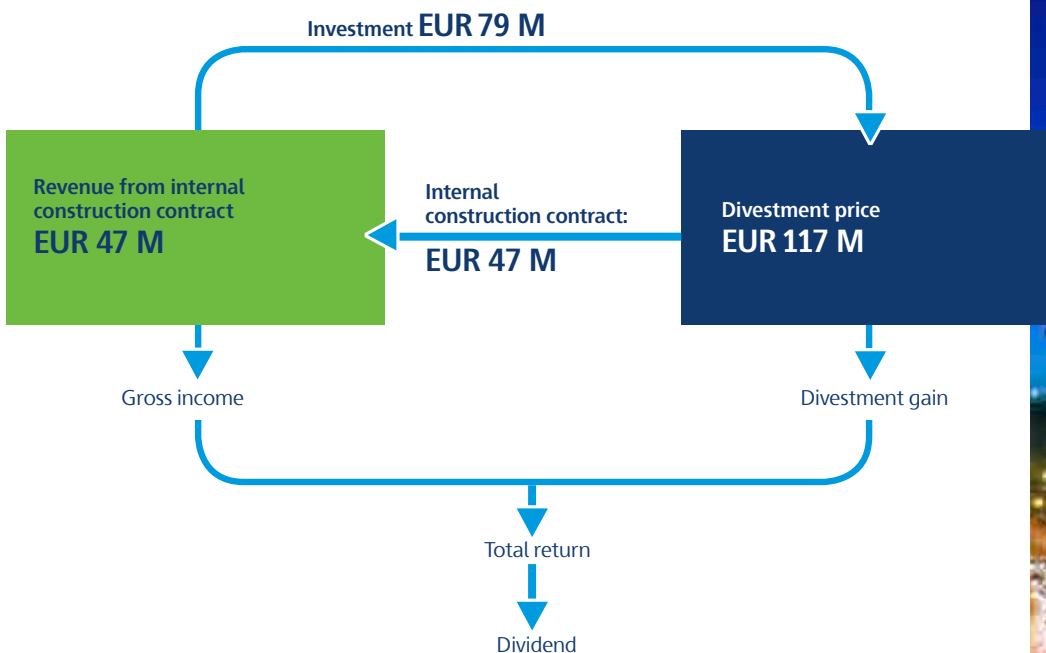 Investment EUR 79 M
Revenue from internal
construction contract
EUR 47 M
Internal
construction contract:
EUR 47 M
Divestment price
EUR 117 M
Gross income
Divestment gain
Total return
Dividend